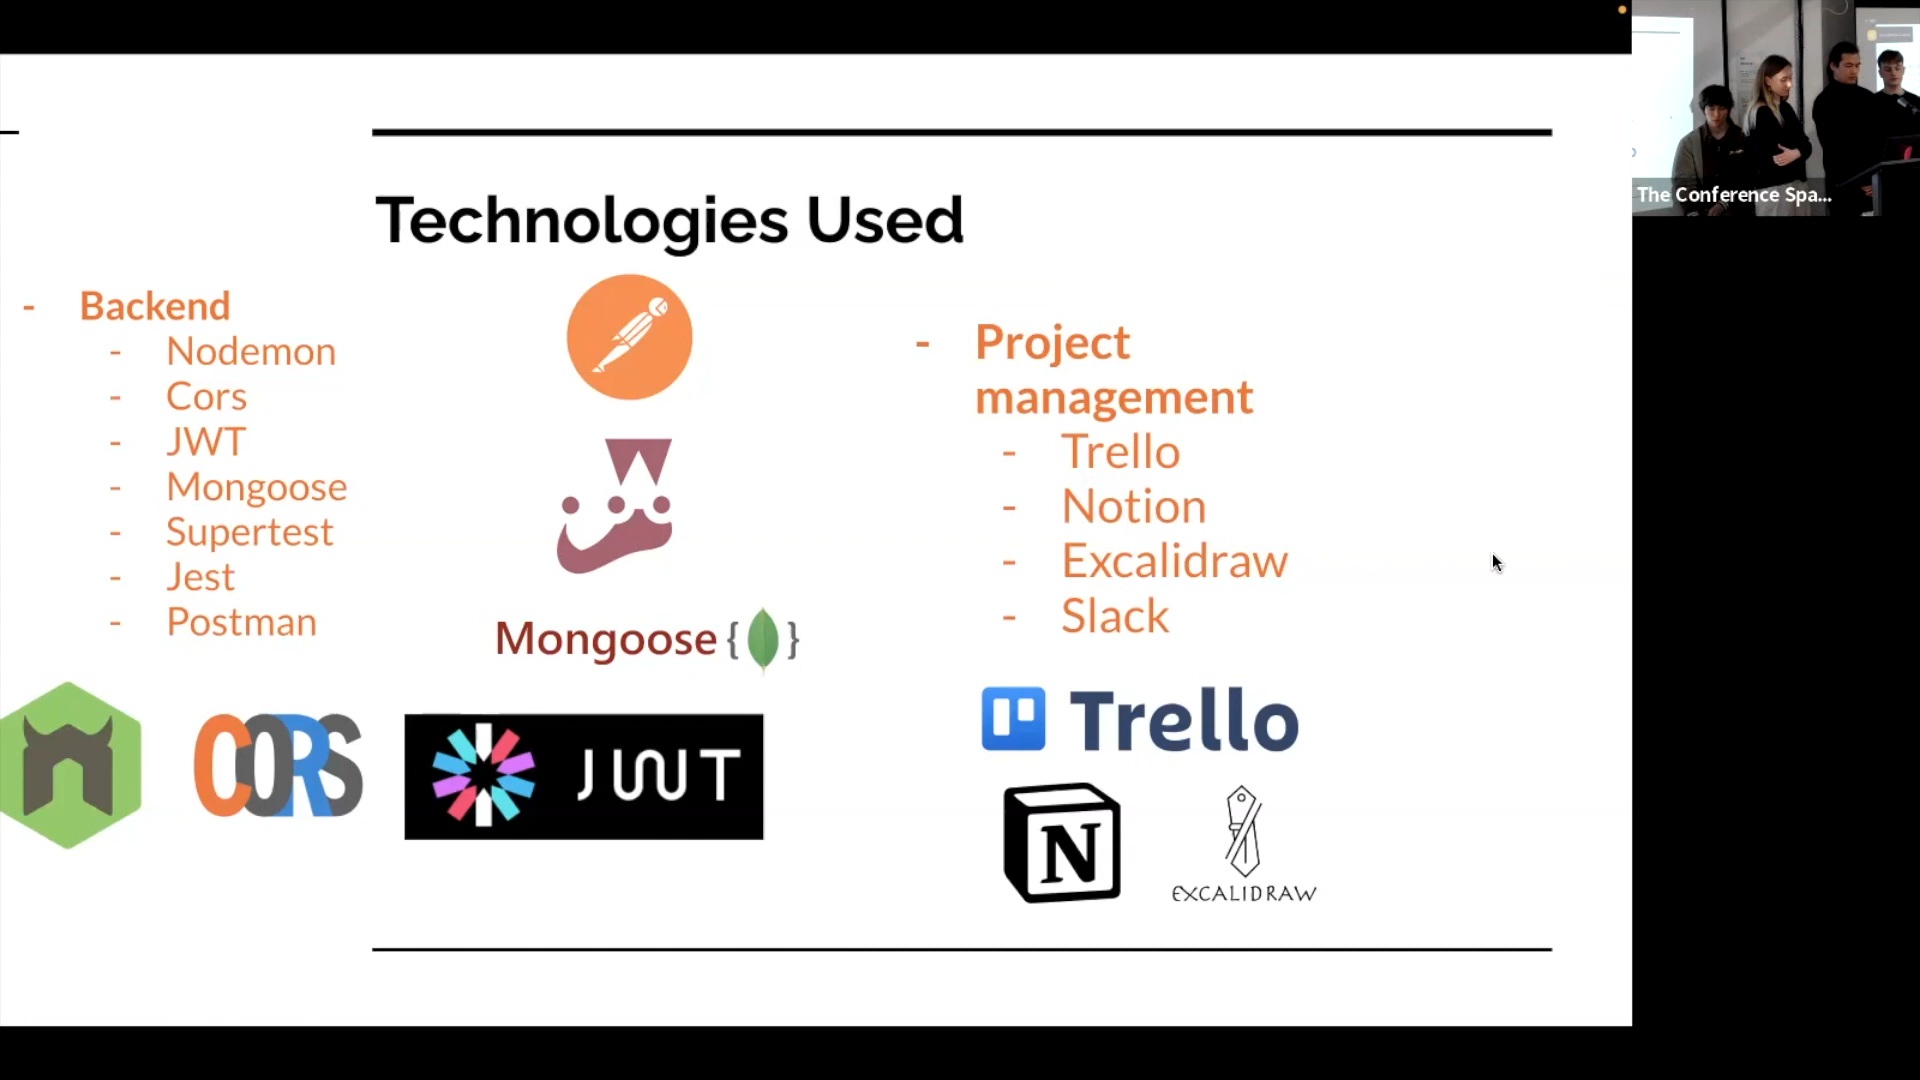 The Conference Spa...
Technologies Used
- Backend
- Nodemon
- Cors
- JWT
- Mongoose
- Supertest
- Jest
- Postman
Mongoose { }
CORS
JWT
- Project
management
- Trello
- Notion
- Excalidraw
- Slack
Trello
N
EXCALIDRAW